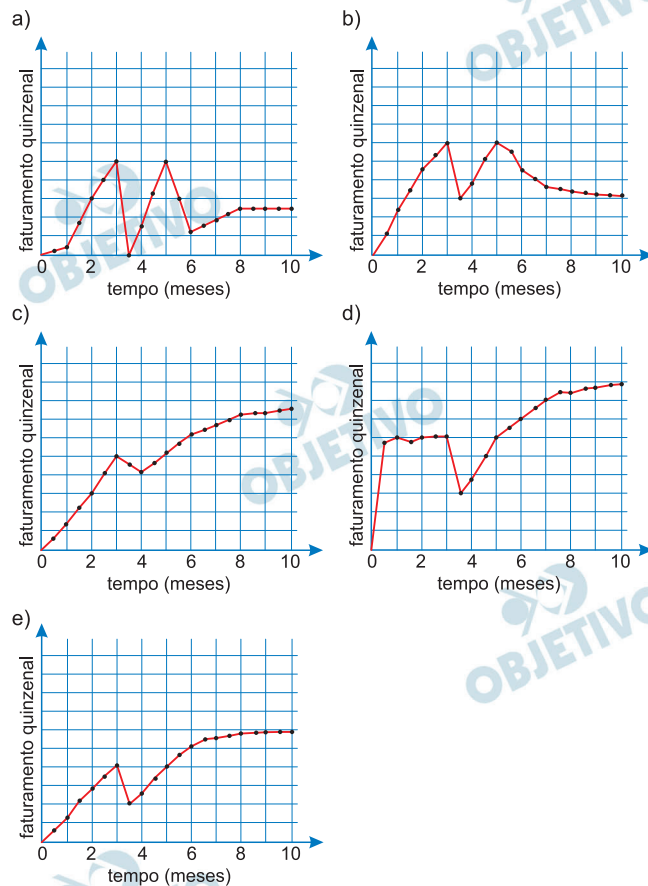 a)
faturamento quinzenal
0 2 4 6 8 10
tempo (meses)
b)
faturamento quinzenal
0 2 4 6 8 10
tempo (meses)
c)
faturamento quinzenal
0 2 4 6 8 10
tempo (meses)
d)
faturamento quinzenal
0 2 4 6 8 10
tempo (meses)
e)
faturamento quinzenal
0 2 4 6 8 10
tempo (meses)
OBJETIVO
OBJETIVO
OBJETIVO
OBJETIVO